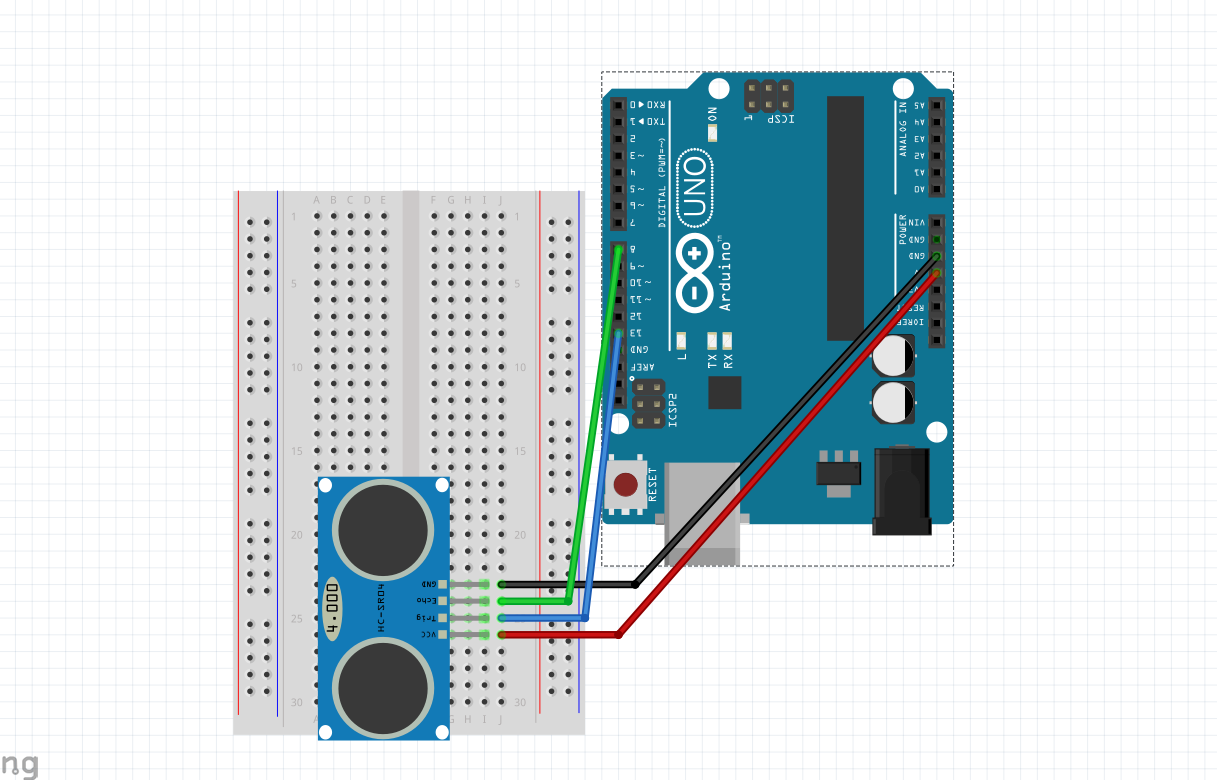 A B C D E
F G H I J
1
1
5
5
10
10
15
15
20
20
25
25
30
30
G H I J
GND
Echo
Trig
VCC
HC-SR04
4.000
0 ◄ RX0
1 ◄ TX0
2
3 ~
4
5 ~
6 ~
7
8
9 ~
10 ~
11 ~
12
13
GND
AREF
DIGITAL (PWM=~)
ON
1
ICSP
UNO
Arduino™
L
TX
RX
ICSP2
RESET
ANALOG IN
A5
A4
A3
A2
A1
A0
POWER
VIN
GND
GND
IOREF
ng